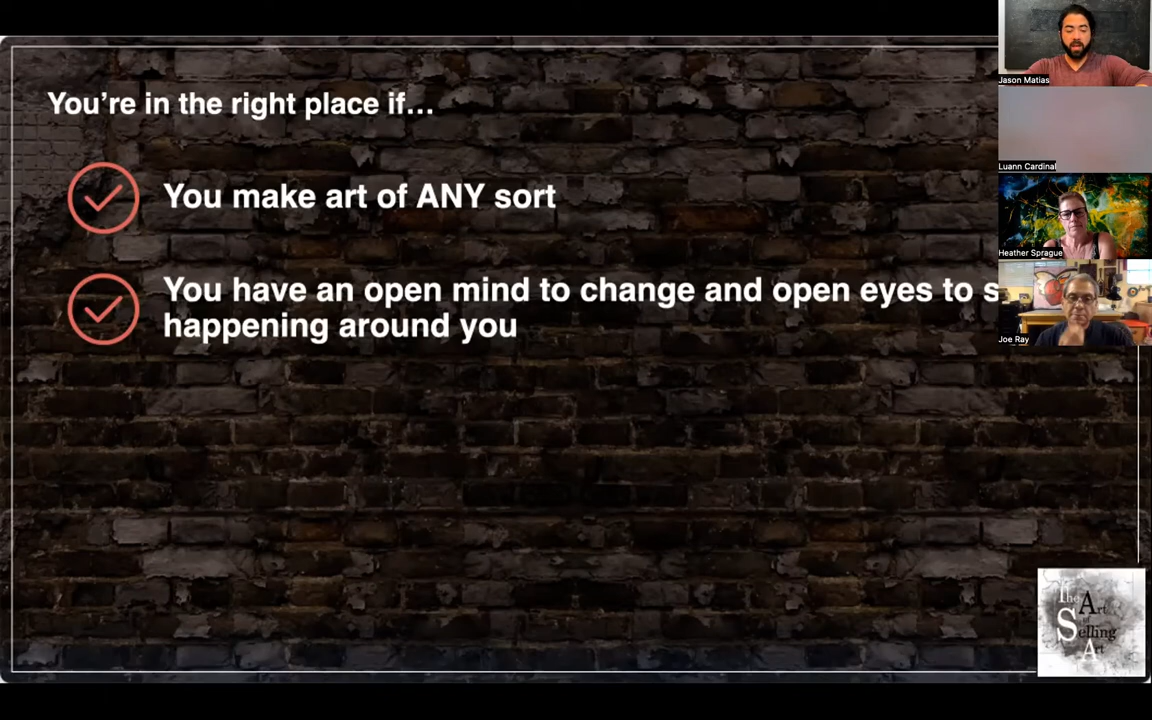 You're in the right place if...
You make art of ANY sort
You have an open mind to change and open eyes to
happening around you
Jason Matias
Luann Cardinal
Heather Sprague
Joe Ray
The
Art
of
Selling
Art